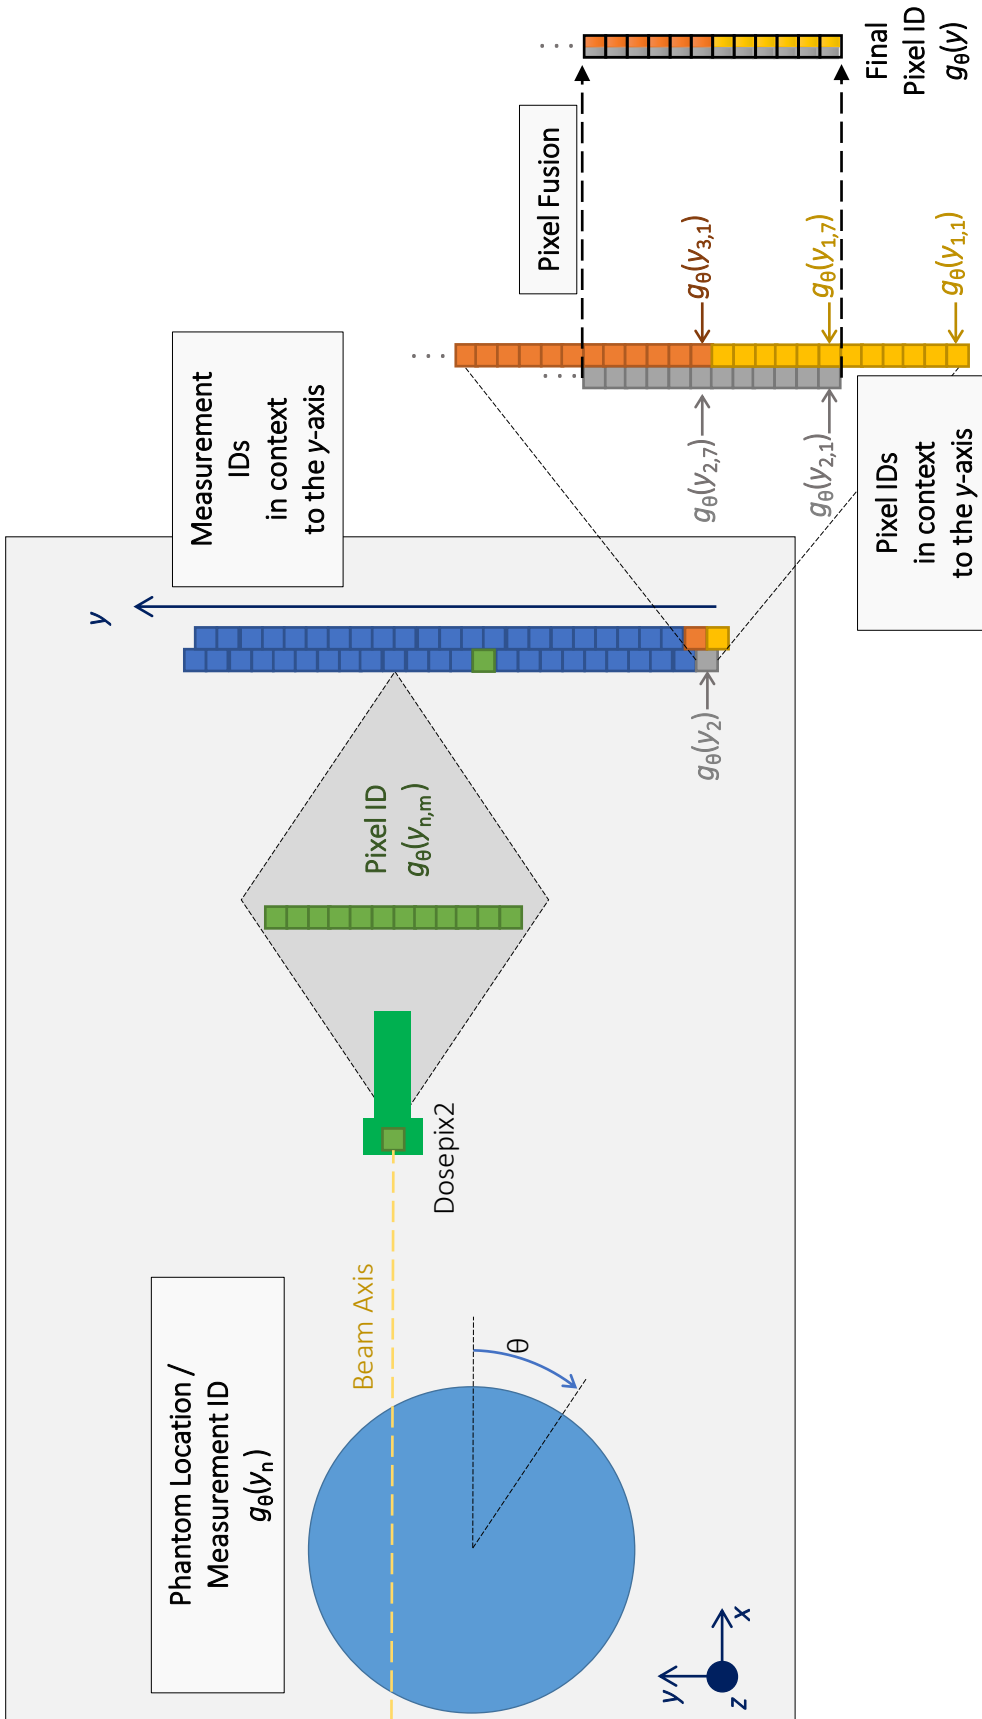 Phantom Location /
Measurement ID
gθ(yn)
Beam Axis
θ
y
x
z
Dosepix2
Pixel ID
gθ(yn,m)
y
gθ(y2)
Measurement
IDs
in context
to the y-axis
...
...
gθ(y2,7)
gθ(y2,1)
gθ(y3,1)
gθ(y1,7)
gθ(y1,1)
Pixel IDs
in context
to the y-axis
Pixel Fusion
...
Final
Pixel ID
gθ(y)